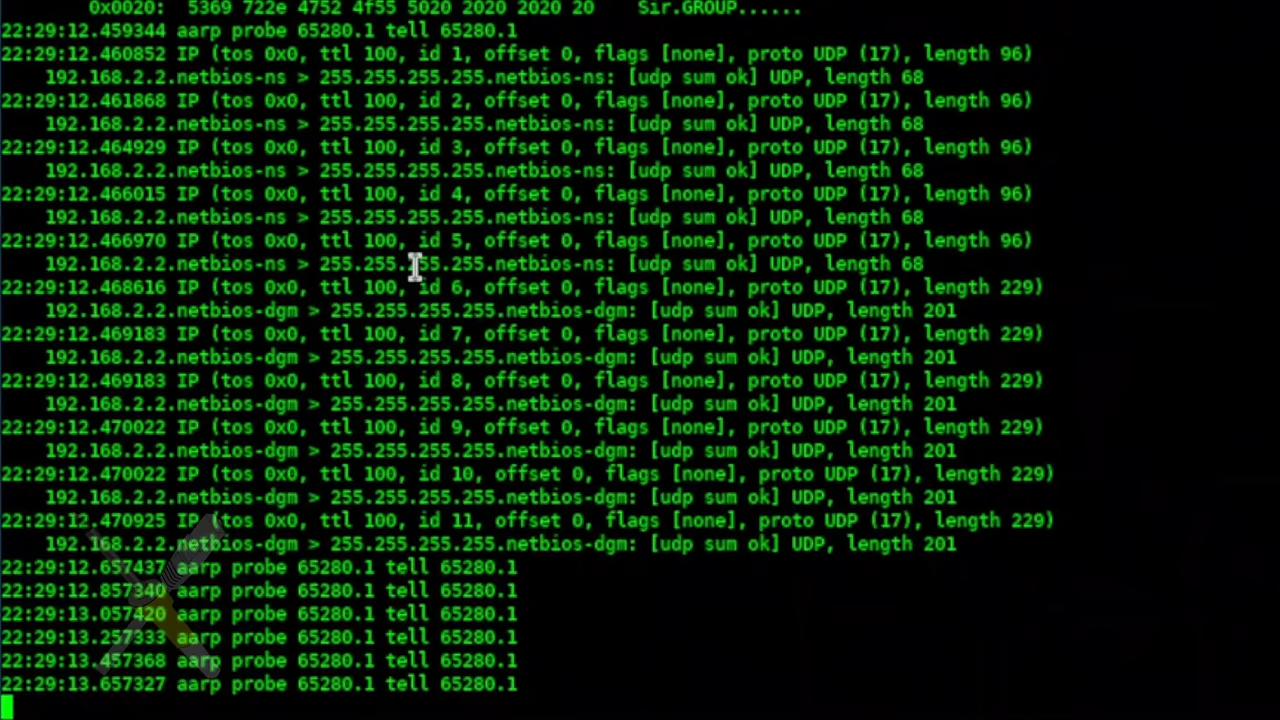 0x0020:  5369 722e 4752 4f55 5020 2020 2020 20    Sir.GROUP......
22:29:12.459344 aarp probe 65280.1 tell 65280.1
22:29:12.460852 IP (tos 0x0, ttl 100, id 1, offset 0, flags [none], proto UDP (17), length 96)
    192.168.2.2.netbios-ns > 255.255.255.255.netbios-ns: [udp sum ok] UDP, length 68
22:29:12.461868 IP (tos 0x0, ttl 100, id 2, offset 0, flags [none], proto UDP (17), length 96)
    192.168.2.2.netbios-ns > 255.255.255.255.netbios-ns: [udp sum ok] UDP, length 68
22:29:12.464929 IP (tos 0x0, ttl 100, id 3, offset 0, flags [none], proto UDP (17), length 96)
    192.168.2.2.netbios-ns > 255.255.255.255.netbios-ns: [udp sum ok] UDP, length 68
22:29:12.466015 IP (tos 0x0, ttl 100, id 4, offset 0, flags [none], proto UDP (17), length 96)
    192.168.2.2.netbios-ns > 255.255.255.255.netbios-ns: [udp sum ok] UDP, length 68
22:29:12.466970 IP (tos 0x0, ttl 100, id 5, offset 0, flags [none], proto UDP (17), length 96)
    192.168.2.2.netbios-ns > 255.255.255.255.netbios-ns: [udp sum ok] UDP, length 68
22:29:12.468616 IP (tos 0x0, ttl 100, id 6, offset 0, flags [none], proto UDP (17), length 229)
    192.168.2.2.netbios-dgm > 255.255.255.255.netbios-dgm: [udp sum ok] UDP, length 201
22:29:12.469183 IP (tos 0x0, ttl 100, id 7, offset 0, flags [none], proto UDP (17), length 229)
    192.168.2.2.netbios-dgm > 255.255.255.255.netbios-dgm: [udp sum ok] UDP, length 201
22:29:12.469183 IP (tos 0x0, ttl 100, id 8, offset 0, flags [none], proto UDP (17), length 229)
    192.168.2.2.netbios-dgm > 255.255.255.255.netbios-dgm: [udp sum ok] UDP, length 201
22:29:12.470022 IP (tos 0x0, ttl 100, id 9, offset 0, flags [none], proto UDP (17), length 229)
    192.168.2.2.netbios-dgm > 255.255.255.255.netbios-dgm: [udp sum ok] UDP, length 201
22:29:12.470022 IP (tos 0x0, ttl 100, id 10, offset 0, flags [none], proto UDP (17), length 229)
    192.168.2.2.netbios-dgm > 255.255.255.255.netbios-dgm: [udp sum ok] UDP, length 201
22:29:12.470925 IP (tos 0x0, ttl 100, id 11, offset 0, flags [none], proto UDP (17), length 229)
    192.168.2.2.netbios-dgm > 255.255.255.255.netbios-dgm: [udp sum ok] UDP, length 201
22:29:12.657437 aarp probe 65280.1 tell 65280.1
22:29:12.857340 aarp probe 65280.1 tell 65280.1
22:29:13.057420 aarp probe 65280.1 tell 65280.1
22:29:13.257333 aarp probe 65280.1 tell 65280.1
22:29:13.457368 aarp probe 65280.1 tell 65280.1
22:29:13.657327 aarp probe 65280.1 tell 65280.1